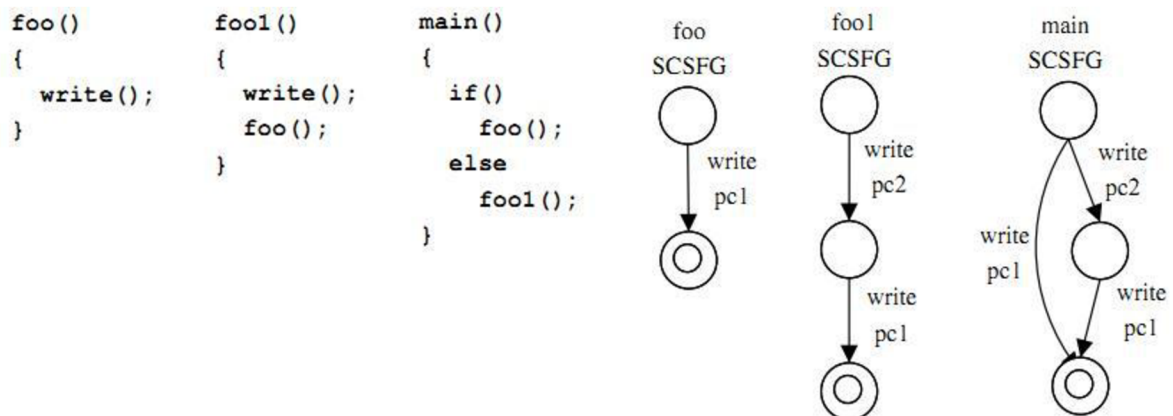 foo()
{
write();
}
foo1()
{
write();
foo();
}
main()
{
if()
foo();
else
foo1();
}
foo
SCSFG
write
pc1
foo1
SCSFG
write
pc2
write
pc1
main
SCSFG
write
pc2
write
pc1
write
pc1